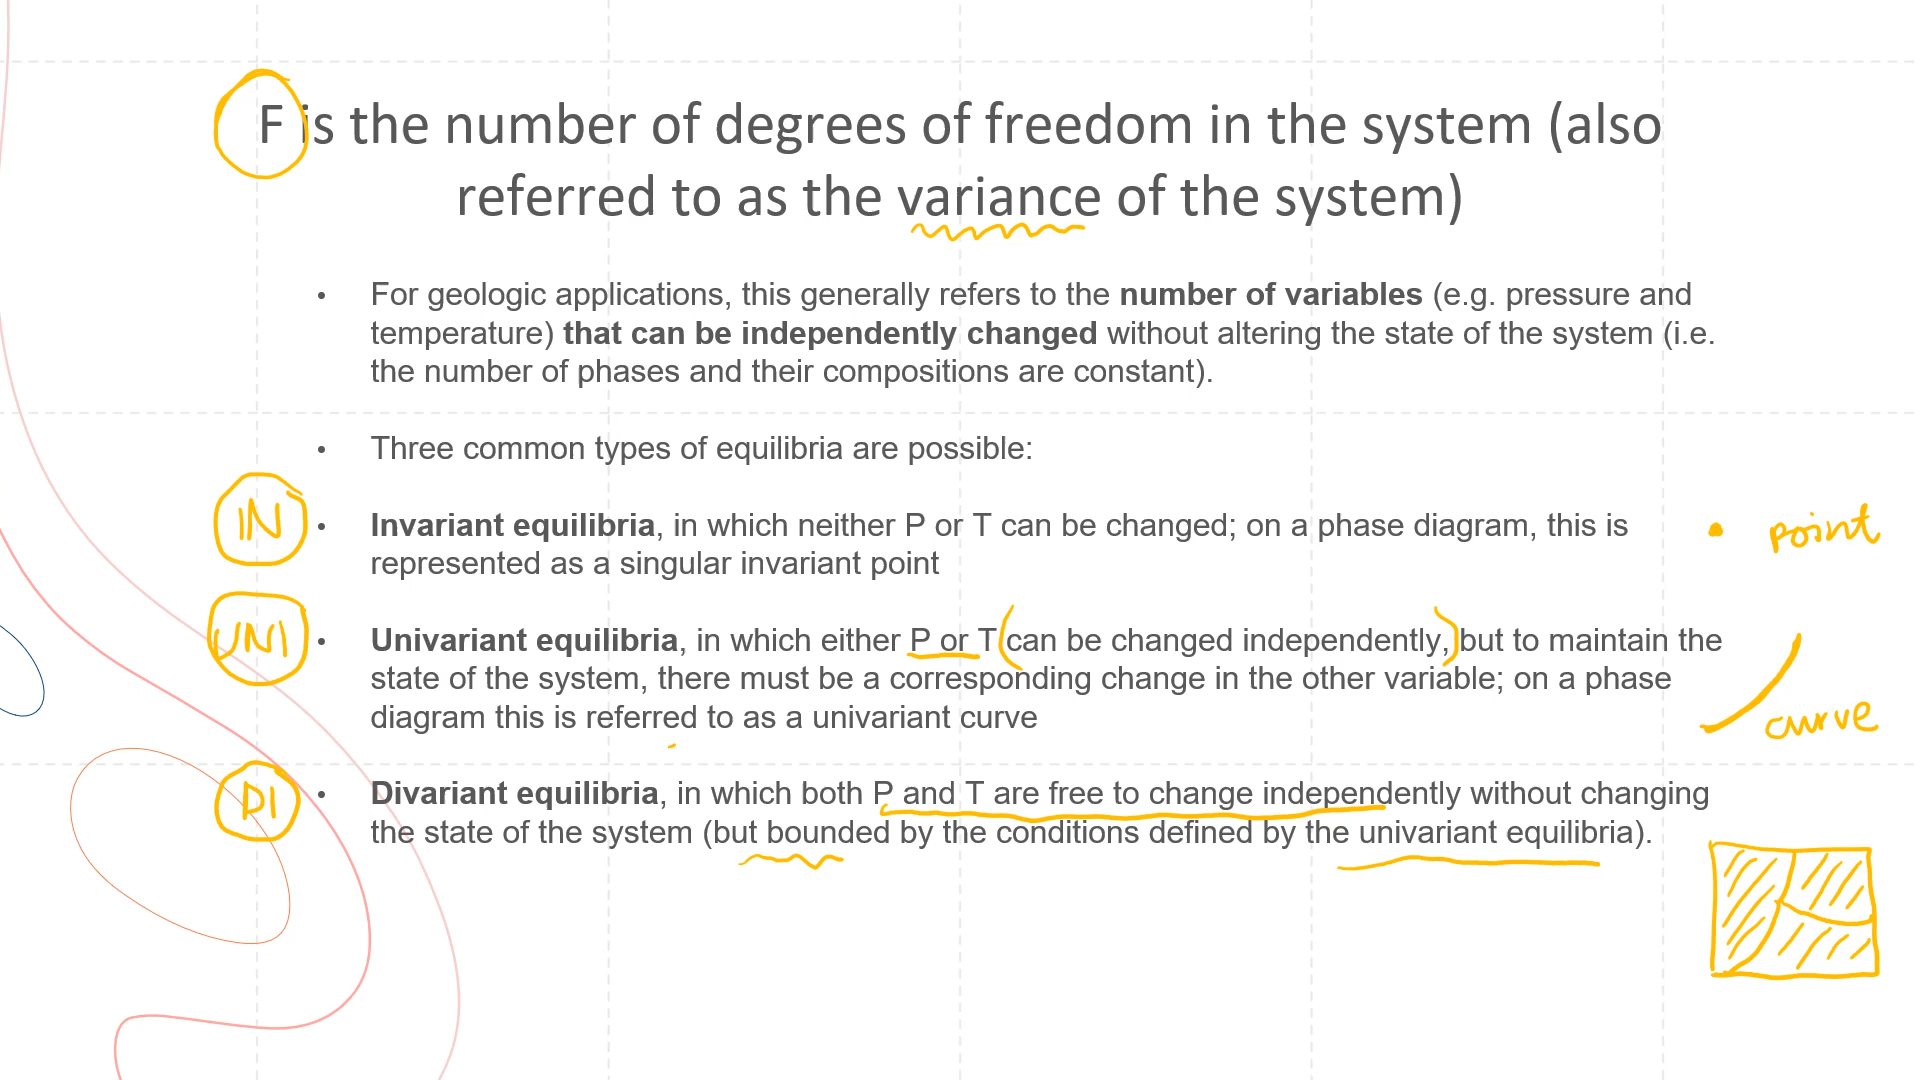 F is the number of degrees of freedom in the system (also
referred to as the variance of the system)
• For geologic applications, this generally refers to the number of variables (e.g. pressure and
temperature) that can be independently changed without altering the state of the system (i.e.
the number of phases and their compositions are constant).
• Three common types of equilibria are possible:
IN • Invariant equilibria, in which neither P or T can be changed; on a phase diagram, this is
represented as a singular invariant point
• point
UNI • Univariant equilibria, in which either P or T (can be changed independently,) but to maintain the
state of the system, there must be a corresponding change in the other variable; on a phase
diagram this is referred to as a univariant curve
curve
DI • Divariant equilibria, in which both P and T are free to change independently without changing
the state of the system (but bounded by the conditions defined by the univariant equilibria).